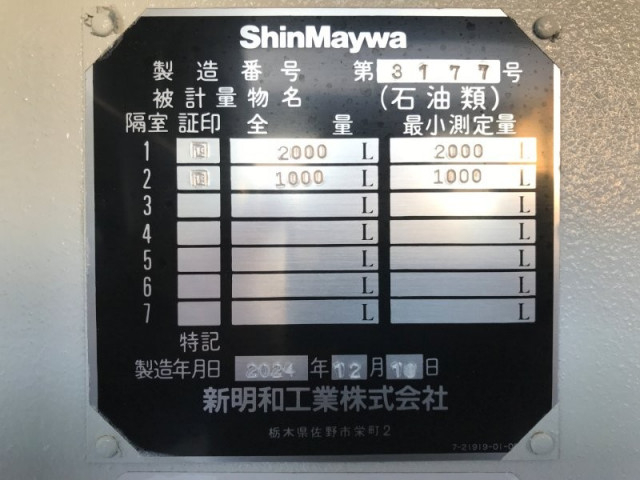 ShinMaywa
製造番号 第3177号
被計量物名 (石油類)
隔室 証印 全量 最小測定量
1 2000 L 2000 L
2 1000 L 1000 L
3 L L
4 L L
5 L L
6 L L
7 L L
特記
製造年月日 2024年12月 日
新明和工業株式会社
栃木県佐野市栄町2